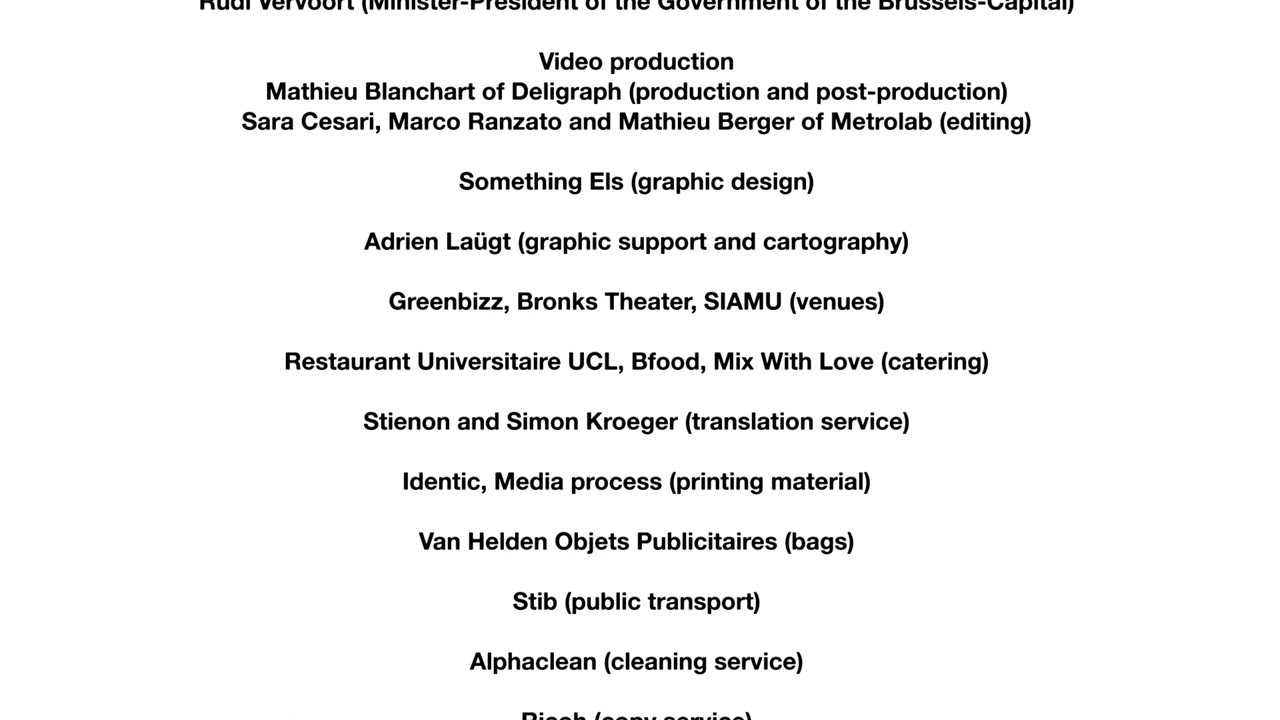 Rudi Vervoort (Minister-President of the Government of the Brussels-Capital)
Video production
Mathieu Blanchart of Deligraph (production and post-production)
Sara Cesari, Marco Ranzato and Mathieu Berger of Metrolab (editing)
Something Els (graphic design)
Adrien Laügt (graphic support and cartography)
Greenbizz, Bronks Theater, SIAMU (venues)
Restaurant Universitaire UCL, Bfood, Mix With Love (catering)
Stienon and Simon Kroeger (translation service)
Identic, Media process (printing material)
Van Helden Objets Publicitaires (bags)
Stib (public transport)
Alphaclean (cleaning service)
Ricoh (copy service)